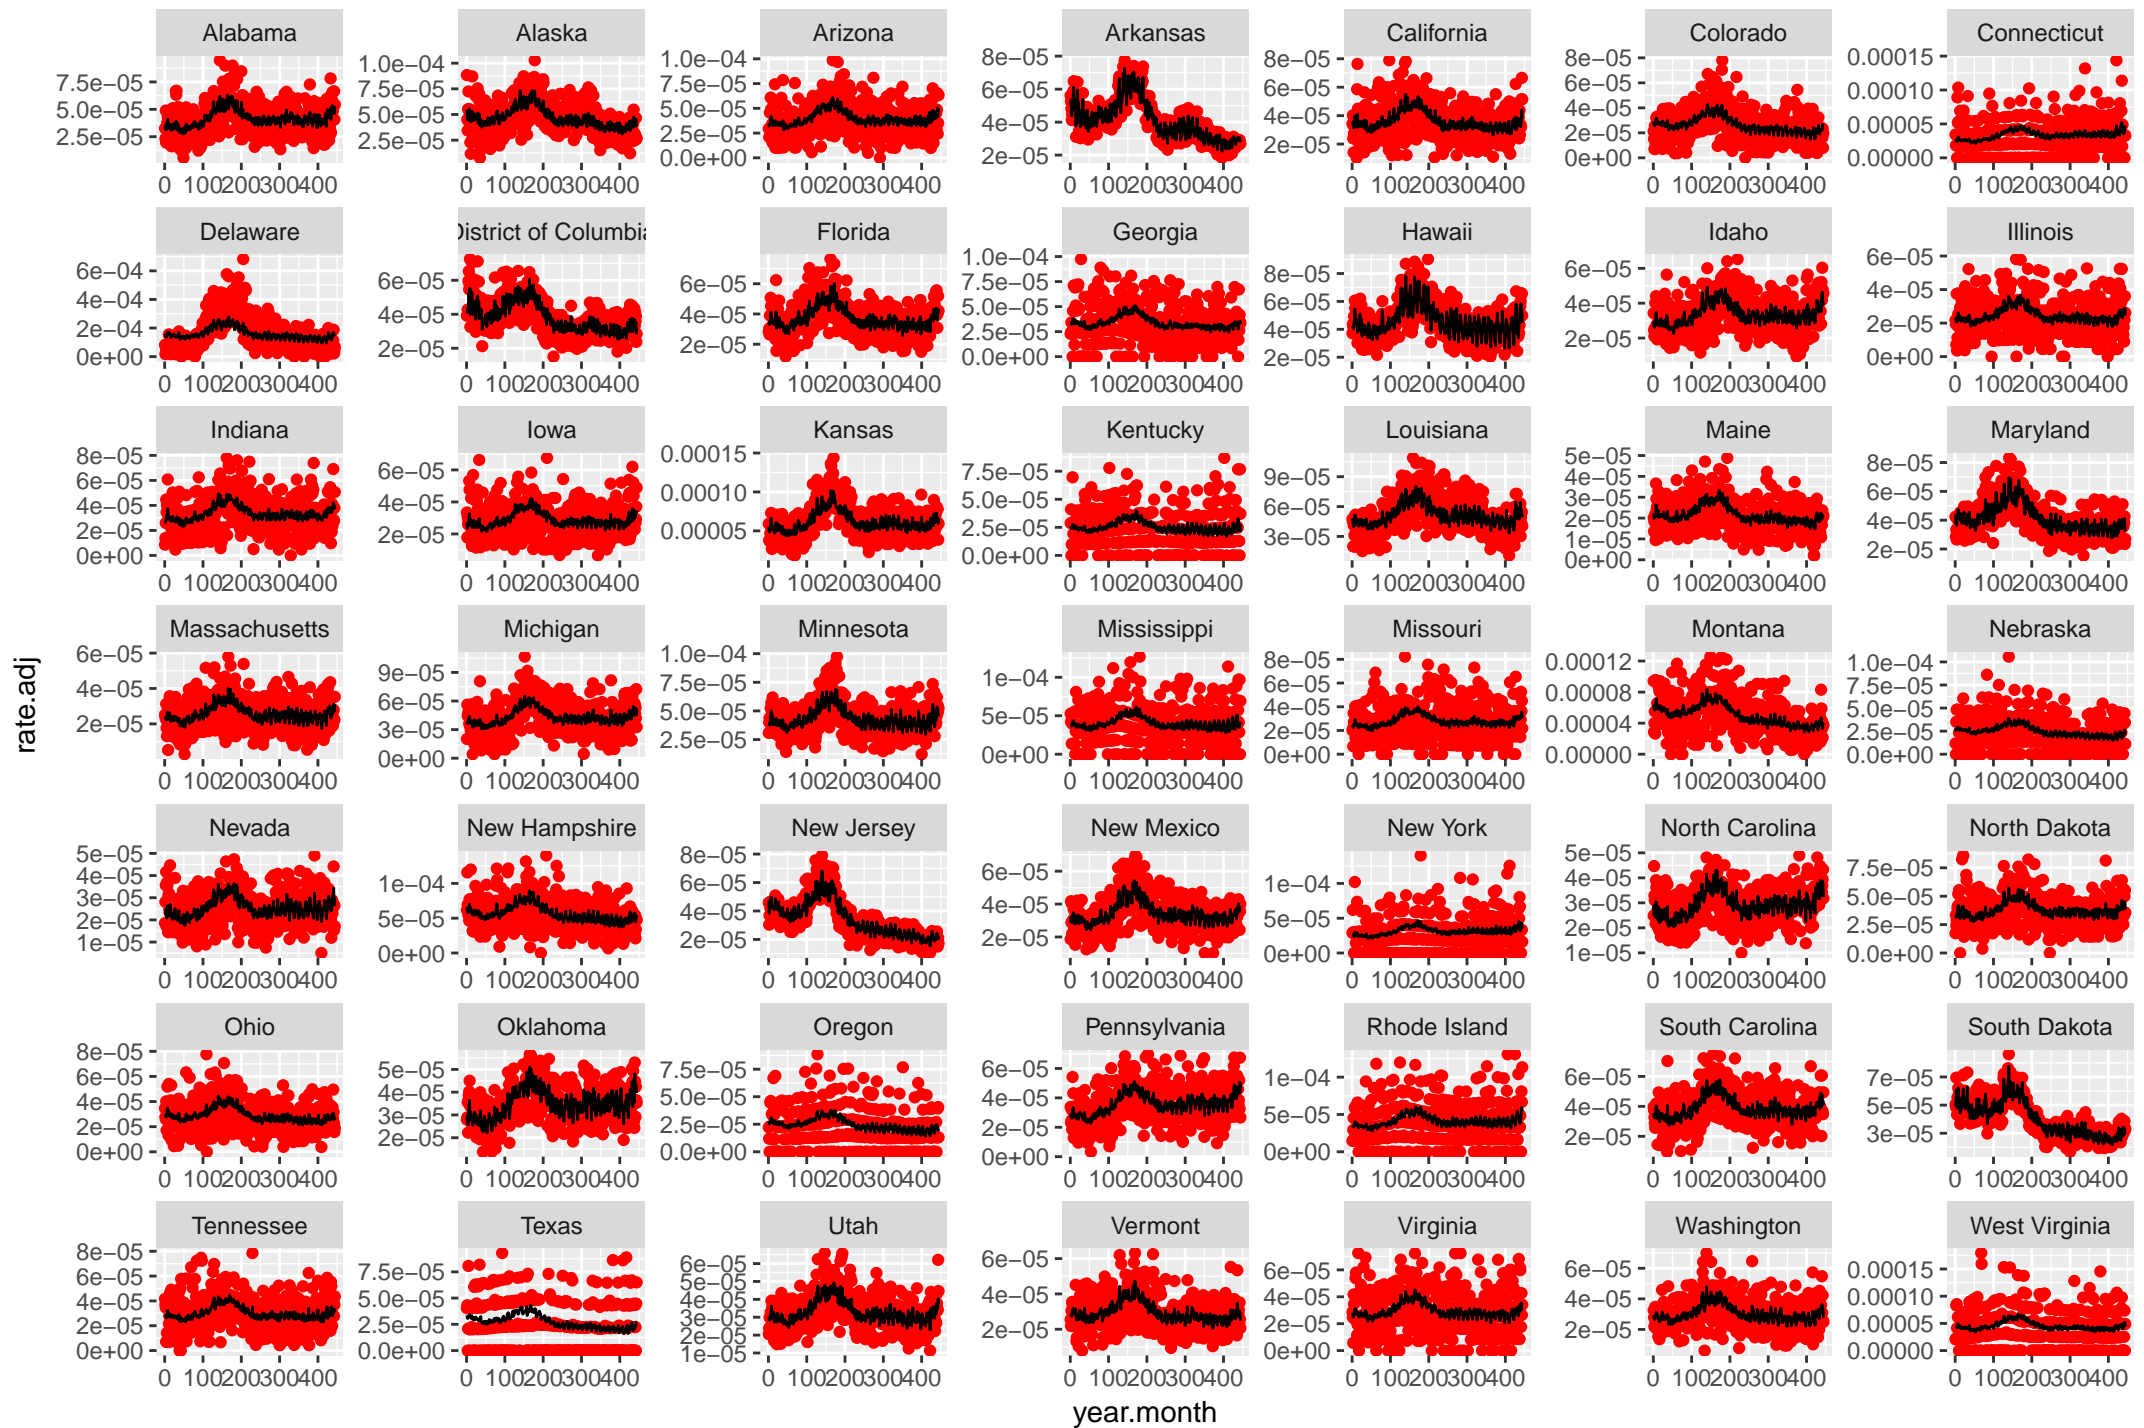 rate.adj
Alabama
7.5e−05
5.0e−05
2.5e−05
0 100200300400
Alaska
1.0e−04
7.5e−05
5.0e−05
2.5e−05
0 100200300400
Arizona
1.0e−04
7.5e−05
5.0e−05
2.5e−05
0.0e+00
0 100200300400
Arkansas
8e−05
6e−05
4e−05
2e−05
0 100200300400
California
8e−05
6e−05
4e−05
2e−05
0 100200300400
Colorado
8e−05
6e−05
4e−05
2e−05
0e+00
0 100200300400
Connecticut
0.00015
0.00010
0.00005
0.00000
0 100200300400
Delaware
6e−04
4e−04
2e−04
0e+00
0 100200300400
District of Columbia
6e−05
4e−05
2e−05
0 100200300400
Florida
6e−05
4e−05
2e−05
0 100200300400
Georgia
1.0e−04
7.5e−05
5.0e−05
2.5e−05
0.0e+00
0 100200300400
Hawaii
8e−05
6e−05
4e−05
2e−05
0 100200300400
Idaho
6e−05
4e−05
2e−05
0 100200300400
Illinois
6e−05
4e−05
2e−05
0e+00
0 100200300400
Indiana
8e−05
6e−05
4e−05
2e−05
0e+00
0 100200300400
Iowa
6e−05
4e−05
2e−05
0 100200300400
Kansas
0.00015
0.00010
0.00005
0 100200300400
Kentucky
7.5e−05
5.0e−05
2.5e−05
0.0e+00
0 100200300400
Louisiana
9e−05
6e−05
3e−05
0 100200300400
Maine
5e−05
4e−05
3e−05
2e−05
1e−05
0e+00
0 100200300400
Maryland
8e−05
6e−05
4e−05
2e−05
0 100200300400
Massachusetts
6e−05
4e−05
2e−05
0 100200300400
Michigan
9e−05
6e−05
3e−05
0e+00
0 100200300400
Minnesota
1.0e−04
7.5e−05
5.0e−05
2.5e−05
0 100200300400
Mississippi
1e−04
5e−05
0e+00
0 100200300400
Missouri
8e−05
6e−05
4e−05
2e−05
0e+00
0 100200300400
Montana
0.00012
0.00008
0.00004
0.00000
0 100200300400
Nebraska
1.0e−04
7.5e−05
5.0e−05
2.5e−05
0.0e+00
0 100200300400
Nevada
5e−05
4e−05
3e−05
2e−05
1e−05
0 100200300400
New Hampshire
1e−04
5e−05
0e+00
0 100200300400
New Jersey
8e−05
6e−05
4e−05
2e−05
0 100200300400
New Mexico
6e−05
4e−05
2e−05
0 100200300400
New York
1e−04
5e−05
0e+00
0 100200300400
North Carolina
5e−05
4e−05
3e−05
2e−05
1e−05
0 100200300400
North Dakota
7.5e−05
5.0e−05
2.5e−05
0.0e+00
0 100200300400
Ohio
8e−05
6e−05
4e−05
2e−05
0e+00
0 100200300400
Oklahoma
5e−05
4e−05
3e−05
2e−05
0 100200300400
Oregon
7.5e−05
5.0e−05
2.5e−05
0.0e+00
0 100200300400
Pennsylvania
6e−05
4e−05
2e−05
0e+00
0 100200300400
Rhode Island
1e−04
5e−05
0e+00
0 100200300400
South Carolina
6e−05
4e−05
2e−05
0 100200300400
South Dakota
7e−05
5e−05
3e−05
0 100200300400
Tennessee
8e−05
6e−05
4e−05
2e−05
0e+00
0 100200300400
Texas
7.5e−05
5.0e−05
2.5e−05
0.0e+00
0 100200300400
Utah
6e−05
5e−05
4e−05
3e−05
2e−05
1e−05
0 100200300400
Vermont
6e−05
4e−05
2e−05
0 100200300400
Virginia
6e−05
4e−05
2e−05
0e+00
0 100200300400
Washington
6e−05
4e−05
2e−05
0 100200300400
West Virginia
0.00015
0.00010
0.00005
0.00000
0 100200300400
year.month